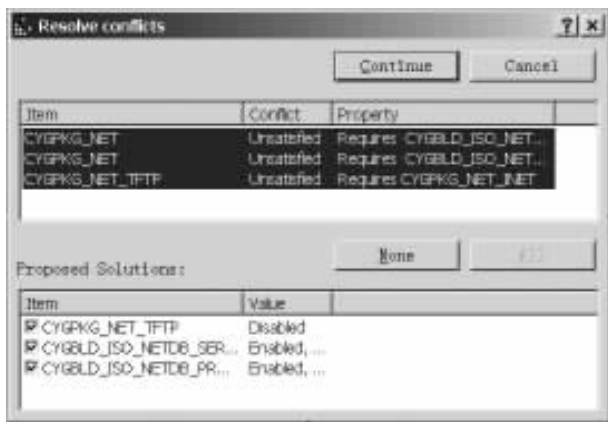 Resolve conflicts
Continue Cancel
Item Conflict Property
CYGPKG_NET Unsatisfied Requires CYGBLD_ISO_NET...
CYGPKG_NET Unsatisfied Requires CYGBLD_ISO_NET...
CYGPKG_NET_TFTP Unsatisfied Requires CYGPKG_NET_INET
Proposed Solutions: None All
Item Value
CYGPKG_NET_TFTP Disabled
CYGBLD_ISO_NETDB_SER... Enabled, ...
CYGBLD_ISO_NETDB_PR... Enabled, ...